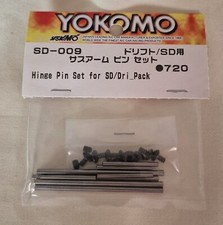 YOKOMO
SD-009 ドリフト/SD用
サスアーム ピン セット
●720
Hinge Pin Set for SD/Dri_Pack